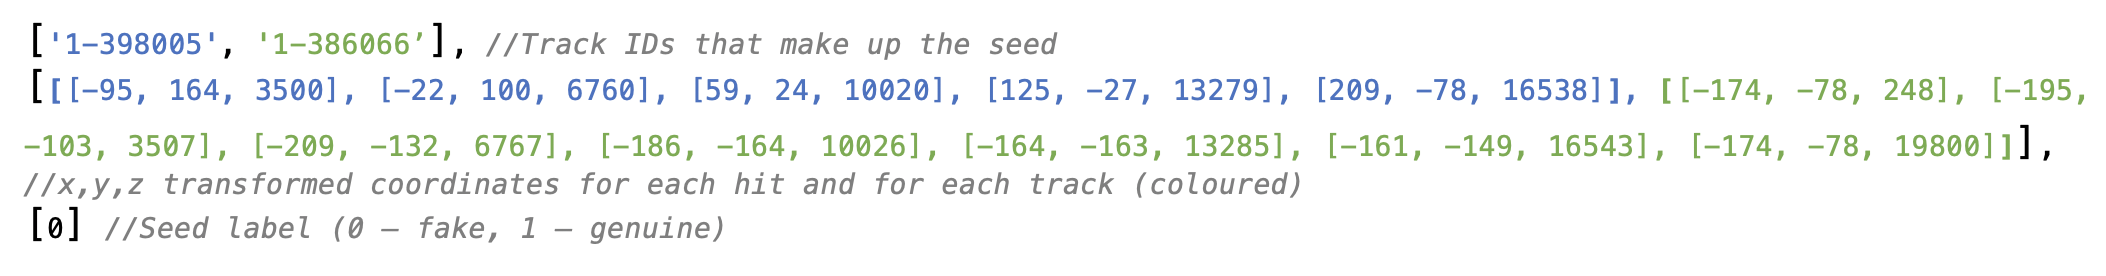 ['1-398005', '1-386066’], //Track IDs that make up the seed
[[[-95, 164, 3500], [-22, 100, 6760], [59, 24, 10020], [125, -27, 13279], [209, -78, 16538]], [[-174, -78, 248], [-195,
-103, 3507], [-209, -132, 6767], [-186, -164, 10026], [-164, -163, 13285], [-161, -149, 16543], [-174, -78, 19800]]],
//x,y,z transformed coordinates for each hit and for each track (coloured)
[0] //Seed label (0 – fake, 1 – genuine)